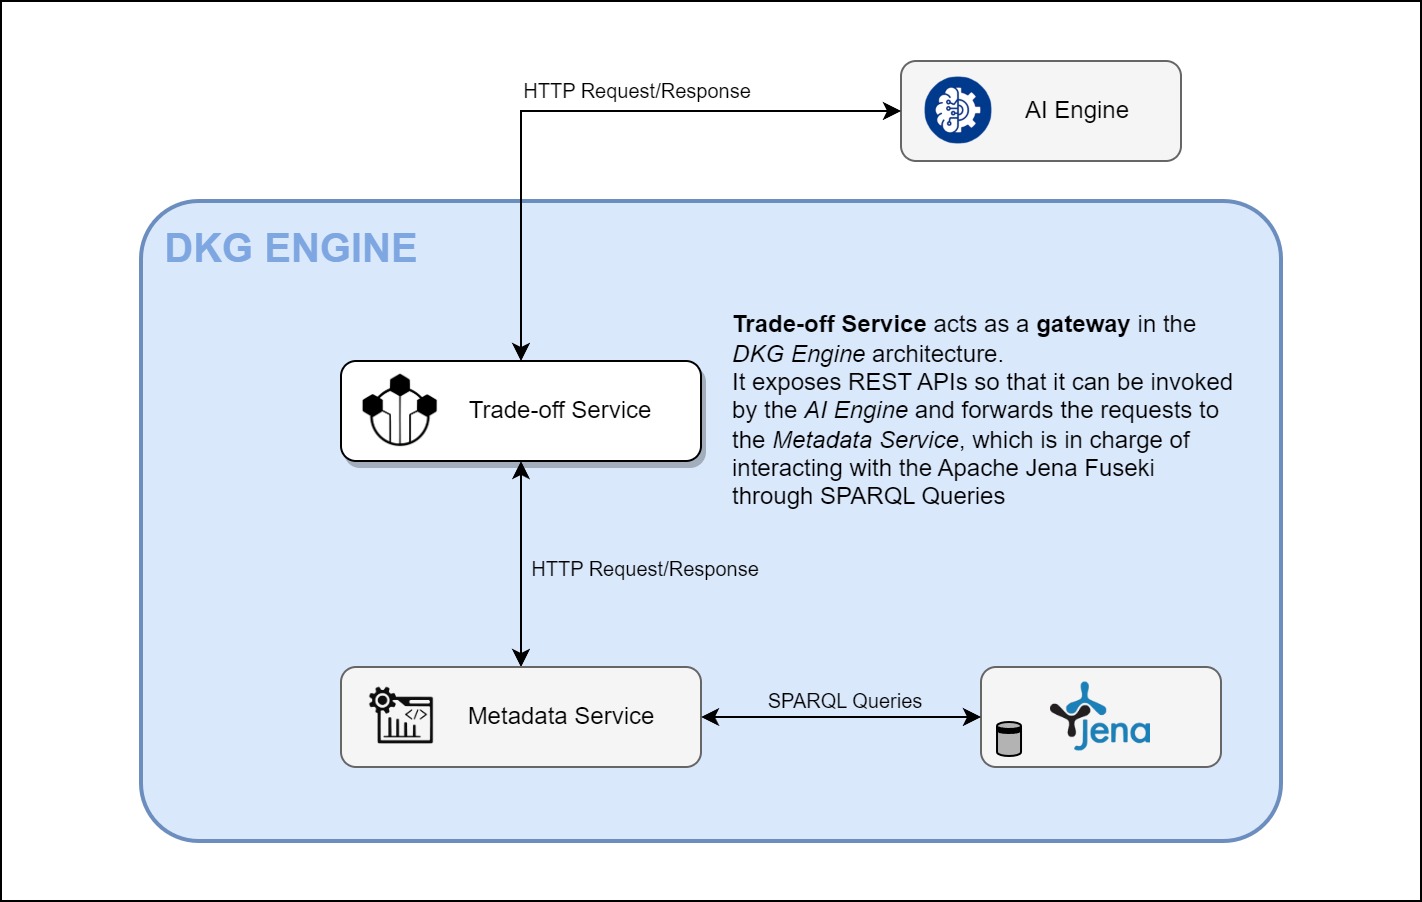 HTTP Request/Response
AI Engine
DKG ENGINE
Trade-off Service acts as a gateway in the
DKG Engine architecture.
It exposes REST APIs so that it can be invoked
by the AI Engine and forwards the requests to
the Metadata Service, which is in charge of
interacting with the Apache Jena Fuseki
through SPARQL Queries
Trade-off Service
HTTP Request/Response
Metadata Service
</>
SPARQL Queries
Jena